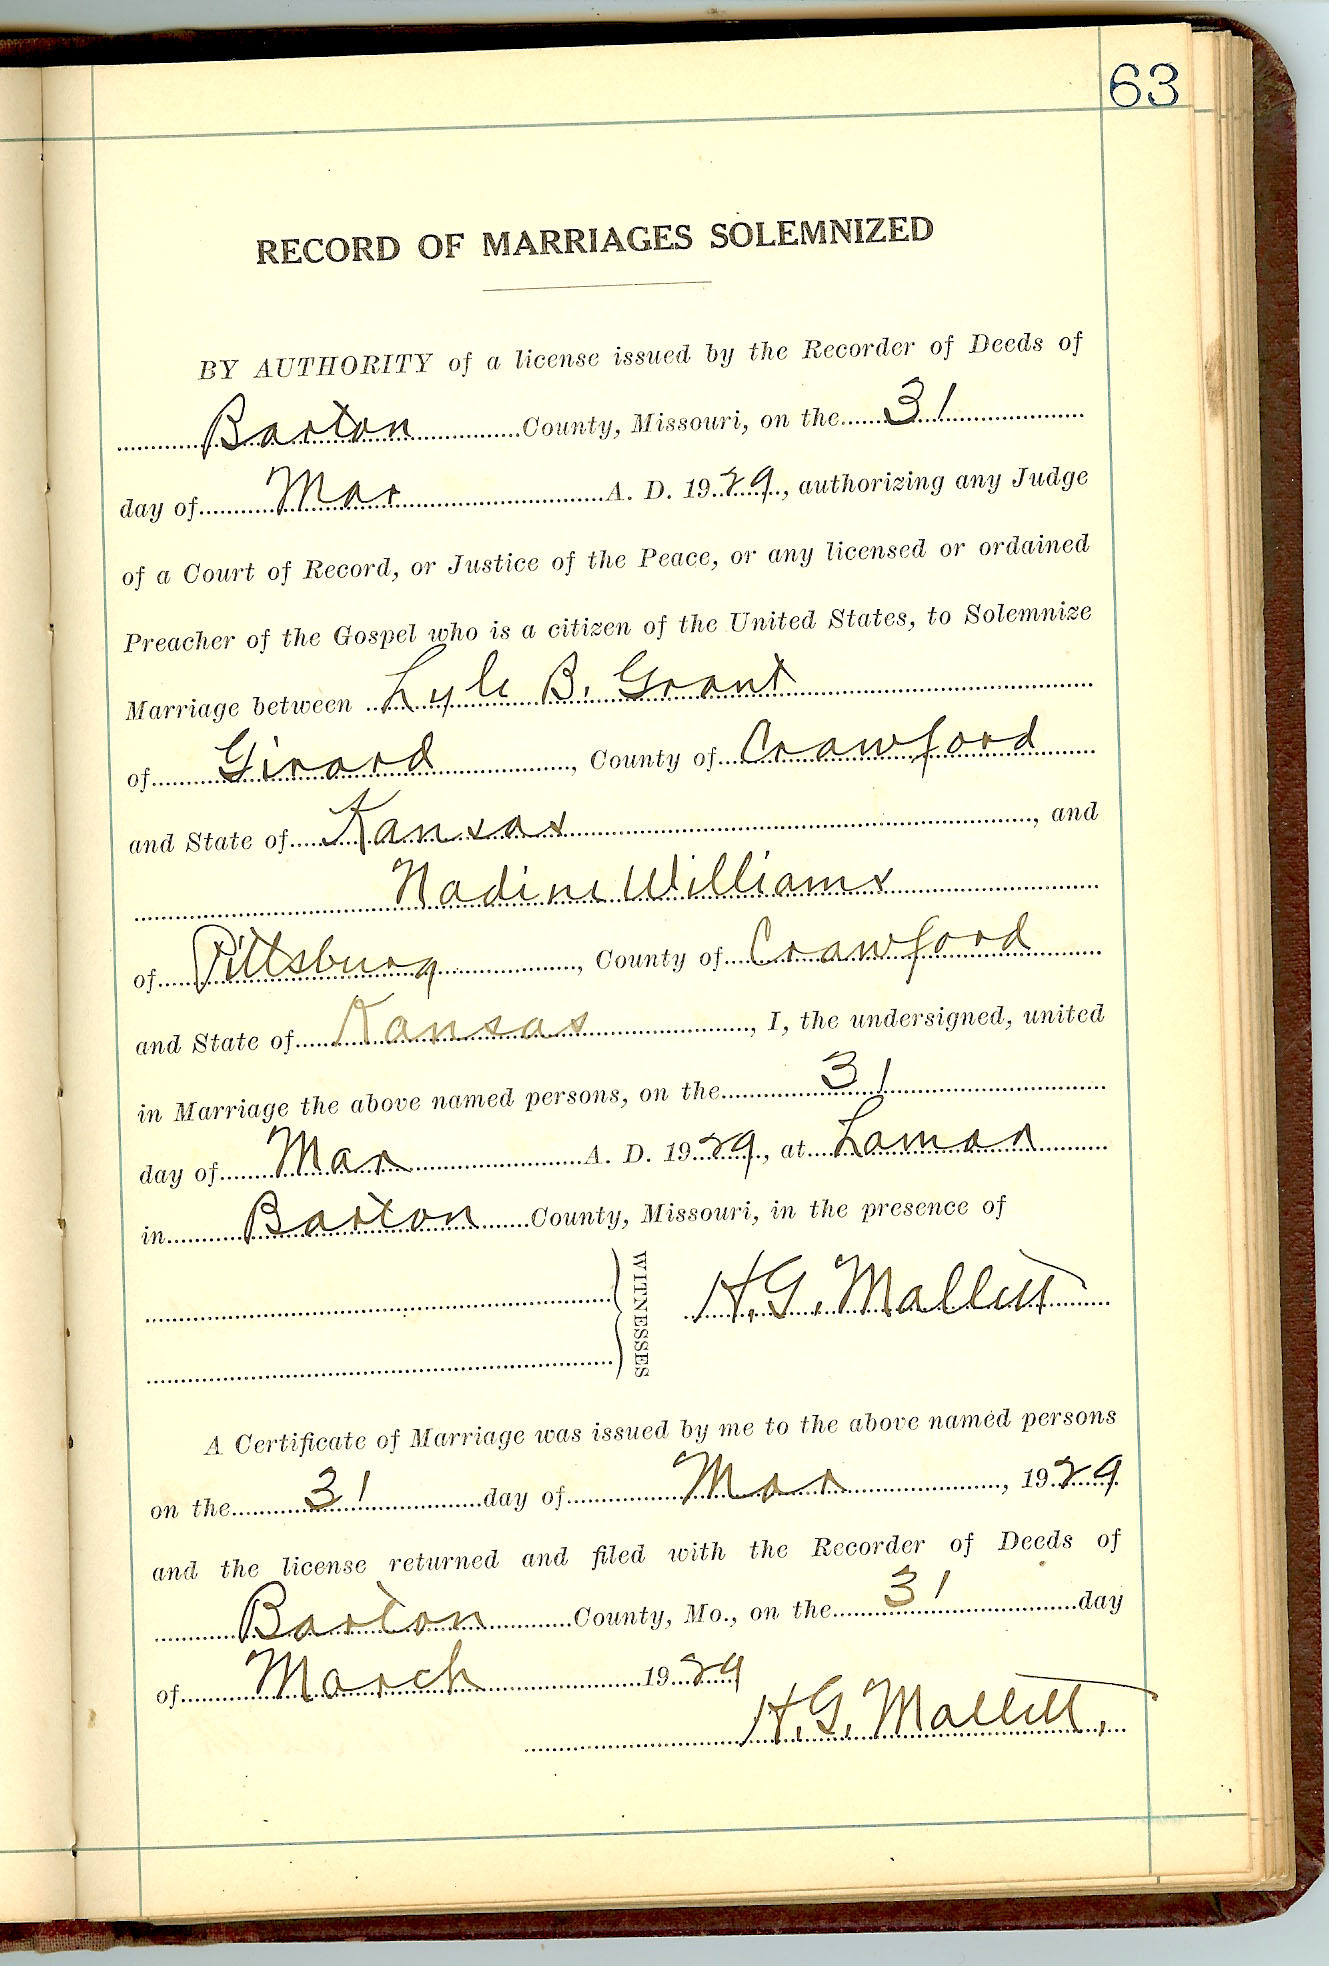 63
RECORD OF MARRIAGES SOLEMNIZED
BY AUTHORITY of a license issued by the Recorder of Deeds of
Barton County, Missouri, on the 31
day of Mar A. D. 1929, authorizing any Judge
of a Court of Record, or Justice of the Peace, or any licensed or ordained
Preacher of the Gospel who is a citizen of the United States, to Solemnize
Marriage between Lyle B. Grant
of Girard, County of Crawford
and State of Kansas, and
Nadine Williams
of Pittsburg, County of Crawford
and State of Kansas, I, the undersigned, united
in Marriage the above named persons, on the 31
day of Mar A. D. 1929, at Lamar
in Barton County, Missouri, in the presence of
WITNESSES H. G. Mallett
A Certificate of Marriage was issued by me to the above named persons
on the 31 day of Mar, 1929
and the license returned and filed with the Recorder of Deeds of
Barton County, Mo., on the 31 day
of March 1929
H. G. Mallett.